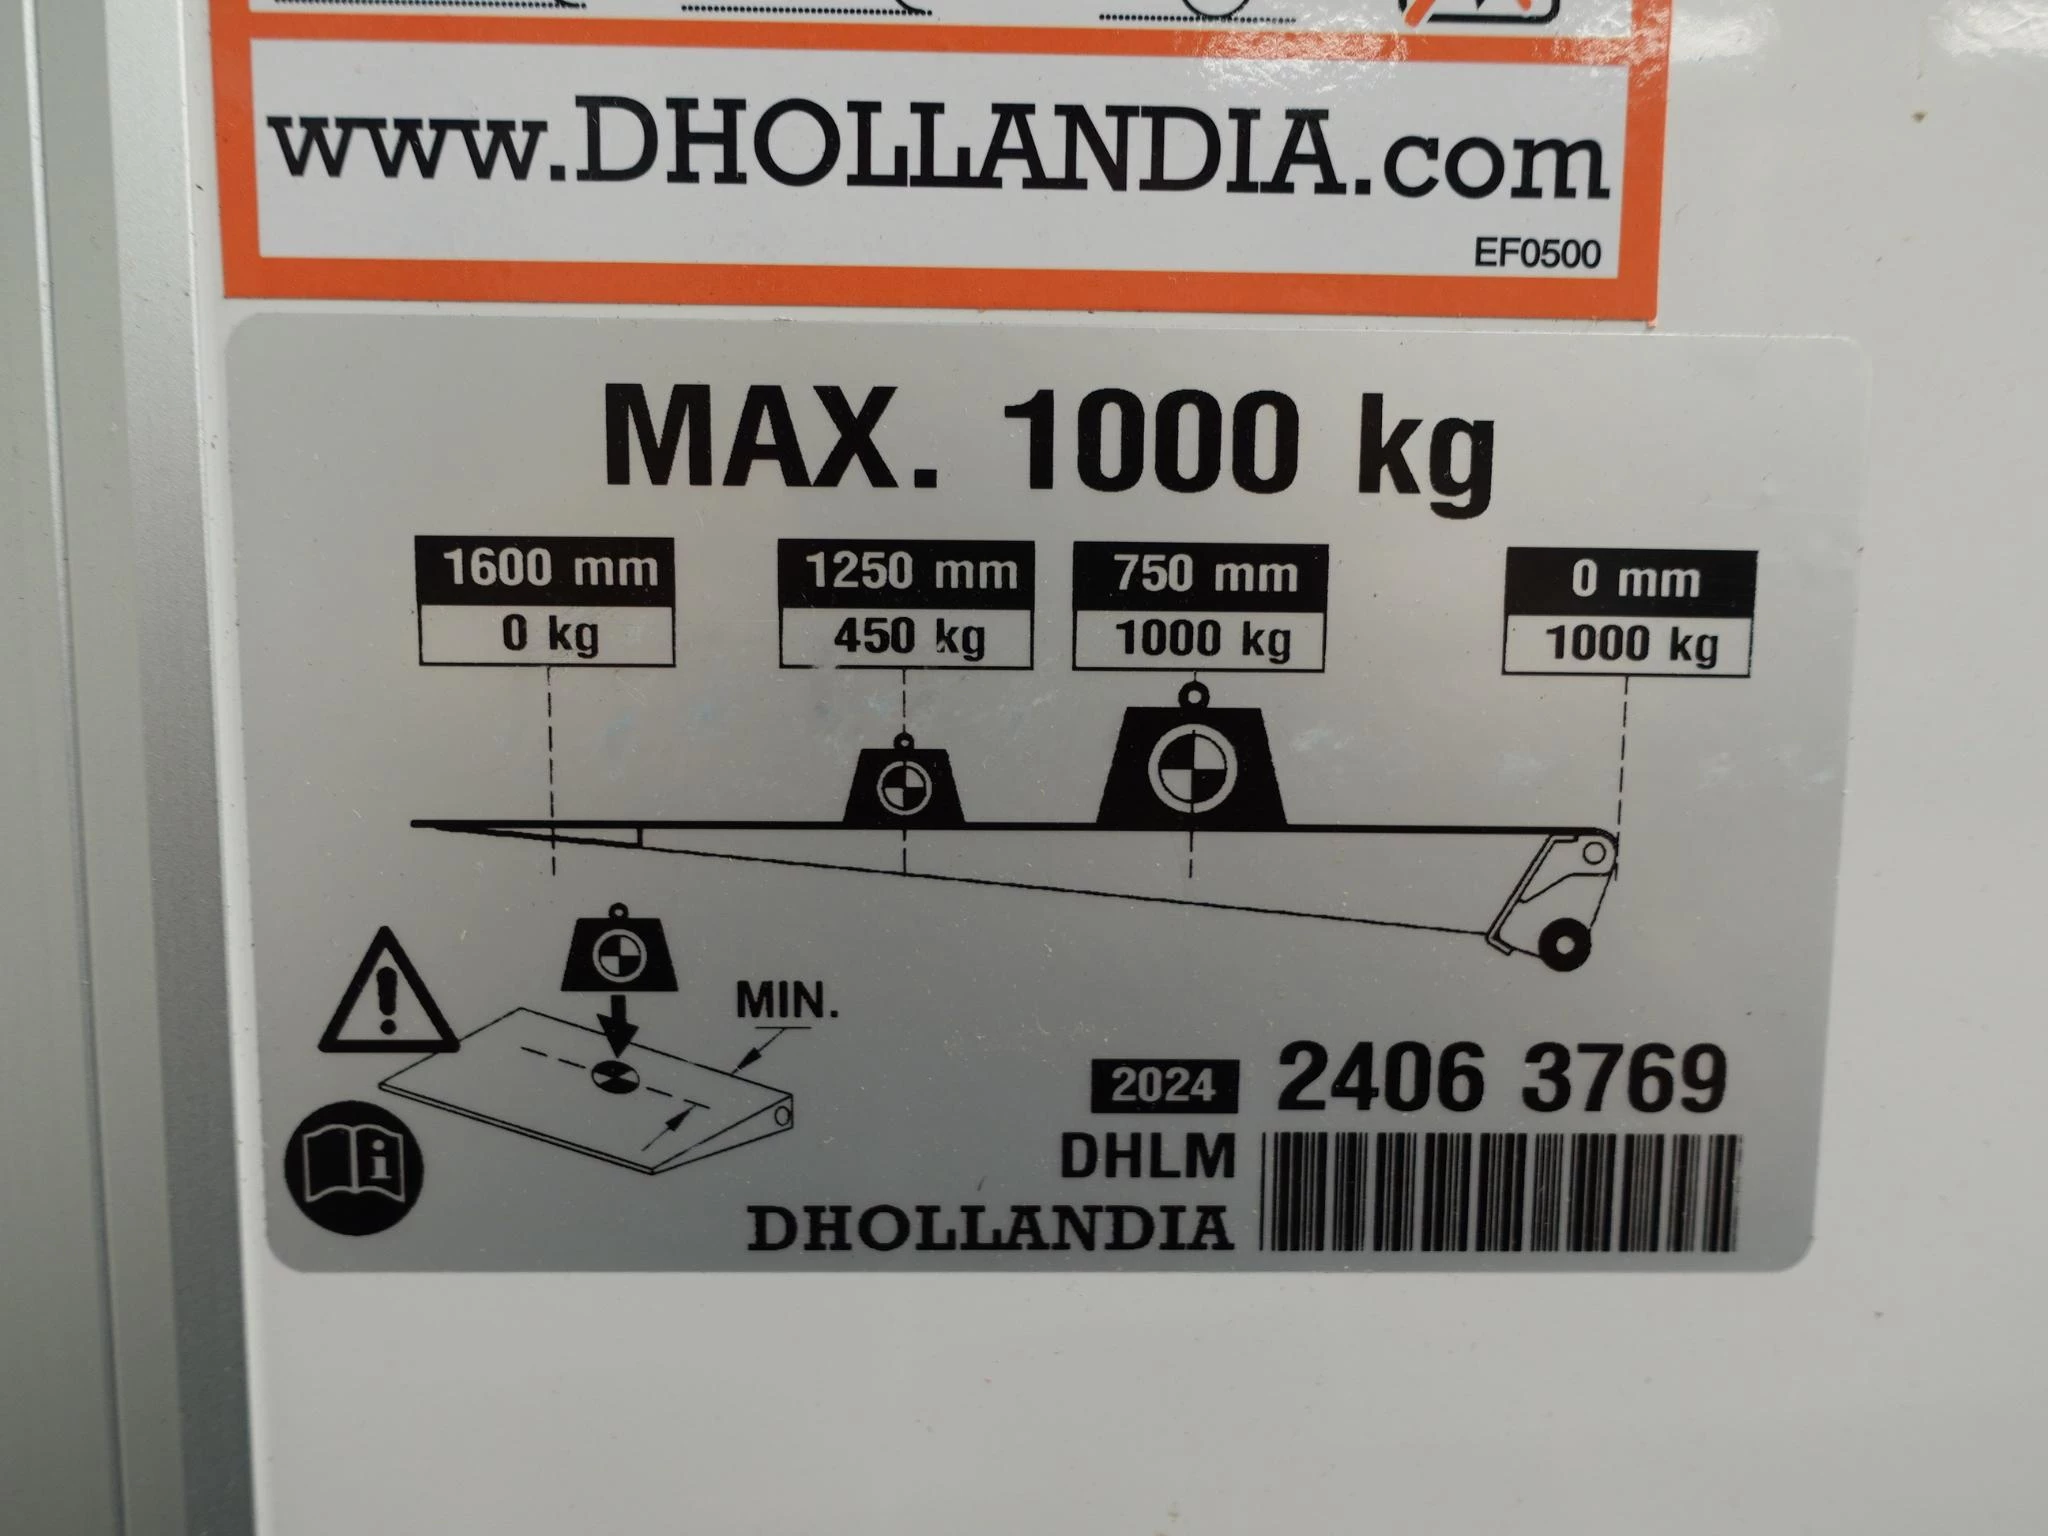 www.DHOLLANDIA.com
EF0500
MAX. 1000 kg
1600 mm 1250 mm 750 mm 0 mm
0 kg 450 kg 1000 kg 1000 kg
MIN.
2024 2406 3769
DHLM
DHOLLANDIA